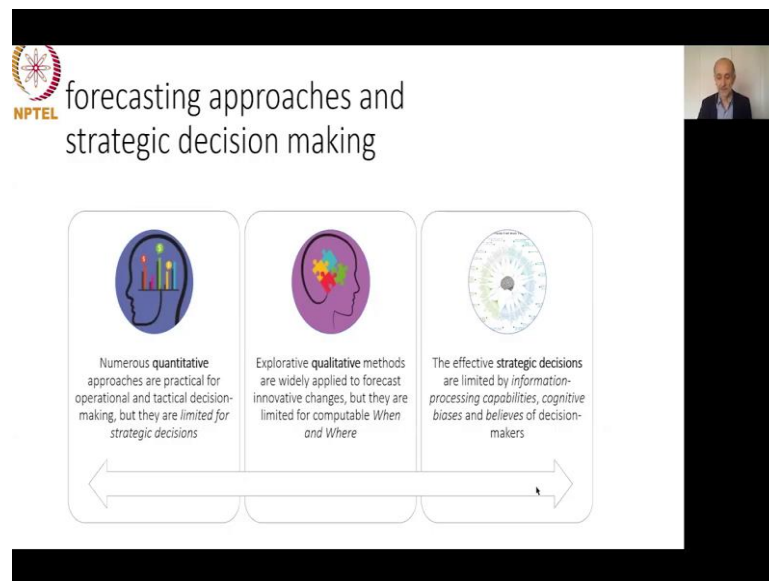 NPTEL
forecasting approaches and
strategic decision making
Numerous quantitative
approaches are practical for
operational and tactical decision-
making, but they are limited for
strategic decisions
Explorative qualitative methods
are widely applied to forecast
innovative changes, but they are
limited for computable When
and Where
The effective strategic decisions
are limited by information-
processing capabilities, cognitive
biases and believes of decision-
makers